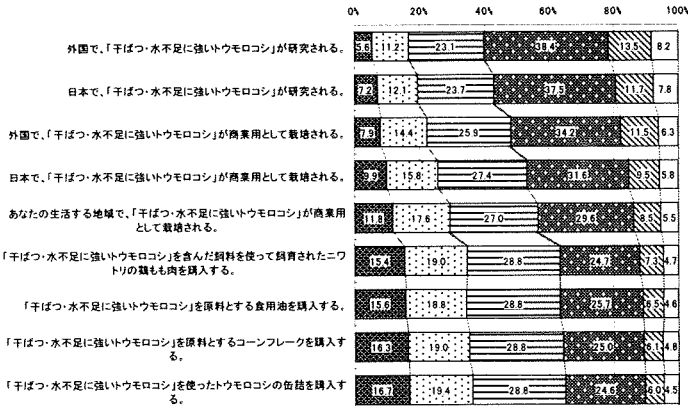 0% 20% 40% 60% 80% 100%
外国で、「干ばつ・水不足に強いトウモロコシ」が研究される。 5.6 11.2 23.1 38.4 13.5 8.2
日本で、「干ばつ・水不足に強いトウモロコシ」が研究される。 7.2 12.1 23.7 37.5 11.7 7.8
外国で、「干ばつ・水不足に強いトウモロコシ」が商業用として栽培される。 7.9 14.4 25.9 34.2 11.5 6.3
日本で、「干ばつ・水不足に強いトウモロコシ」が商業用として栽培される。 9.9 15.8 27.4 31.6 9.5 5.8
あなたの生活する地域で、「干ばつ・水不足に強いトウモロコシ」が商業用
として栽培される。 11.8 17.6 27.0 29.6 8.5 5.5
「干ばつ・水不足に強いトウモロコシ」を含んだ飼料を使って飼育されたニワ
トリの鶏もも肉を購入する。 15.4 19.0 28.8 24.7 7.3 4.7
「干ばつ・水不足に強いトウモロコシ」を原料とする食用油を購入する。 15.6 18.8 28.8 25.7 6.5 4.6
「干ばつ・水不足に強いトウモロコシ」を原料とするコーンフレークを購入す
る。 16.3 19.0 28.8 25.0 6.1 4.8
「干ばつ・水不足に強いトウモロコシ」を使ったトウモロコシの缶詰を購入す
る。 16.7 19.4 28.8 24.6 6.0 4.5